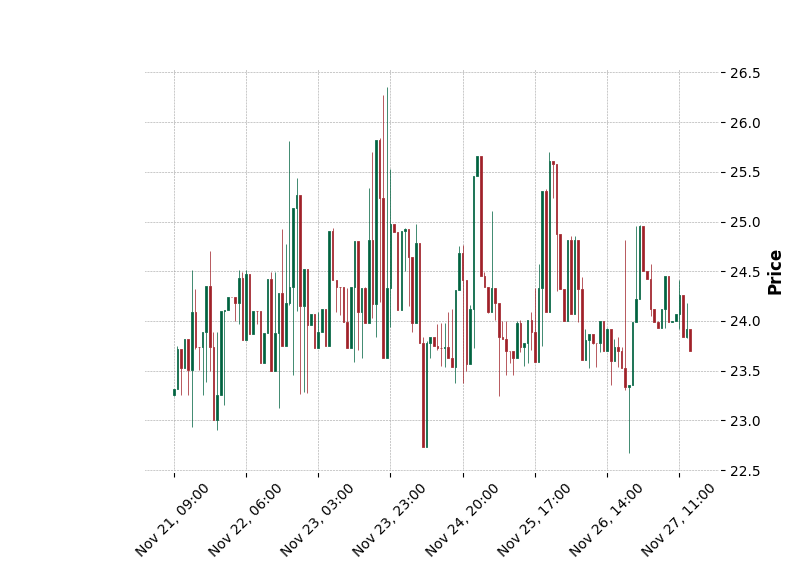 26.5
26.0
25.5
25.0
24.5
24.0
23.5
23.0
22.5
Price
Nov 21, 09:00
Nov 22, 06:00
Nov 23, 03:00
Nov 23, 23:00
Nov 24, 20:00
Nov 25, 17:00
Nov 26, 14:00
Nov 27, 11:00